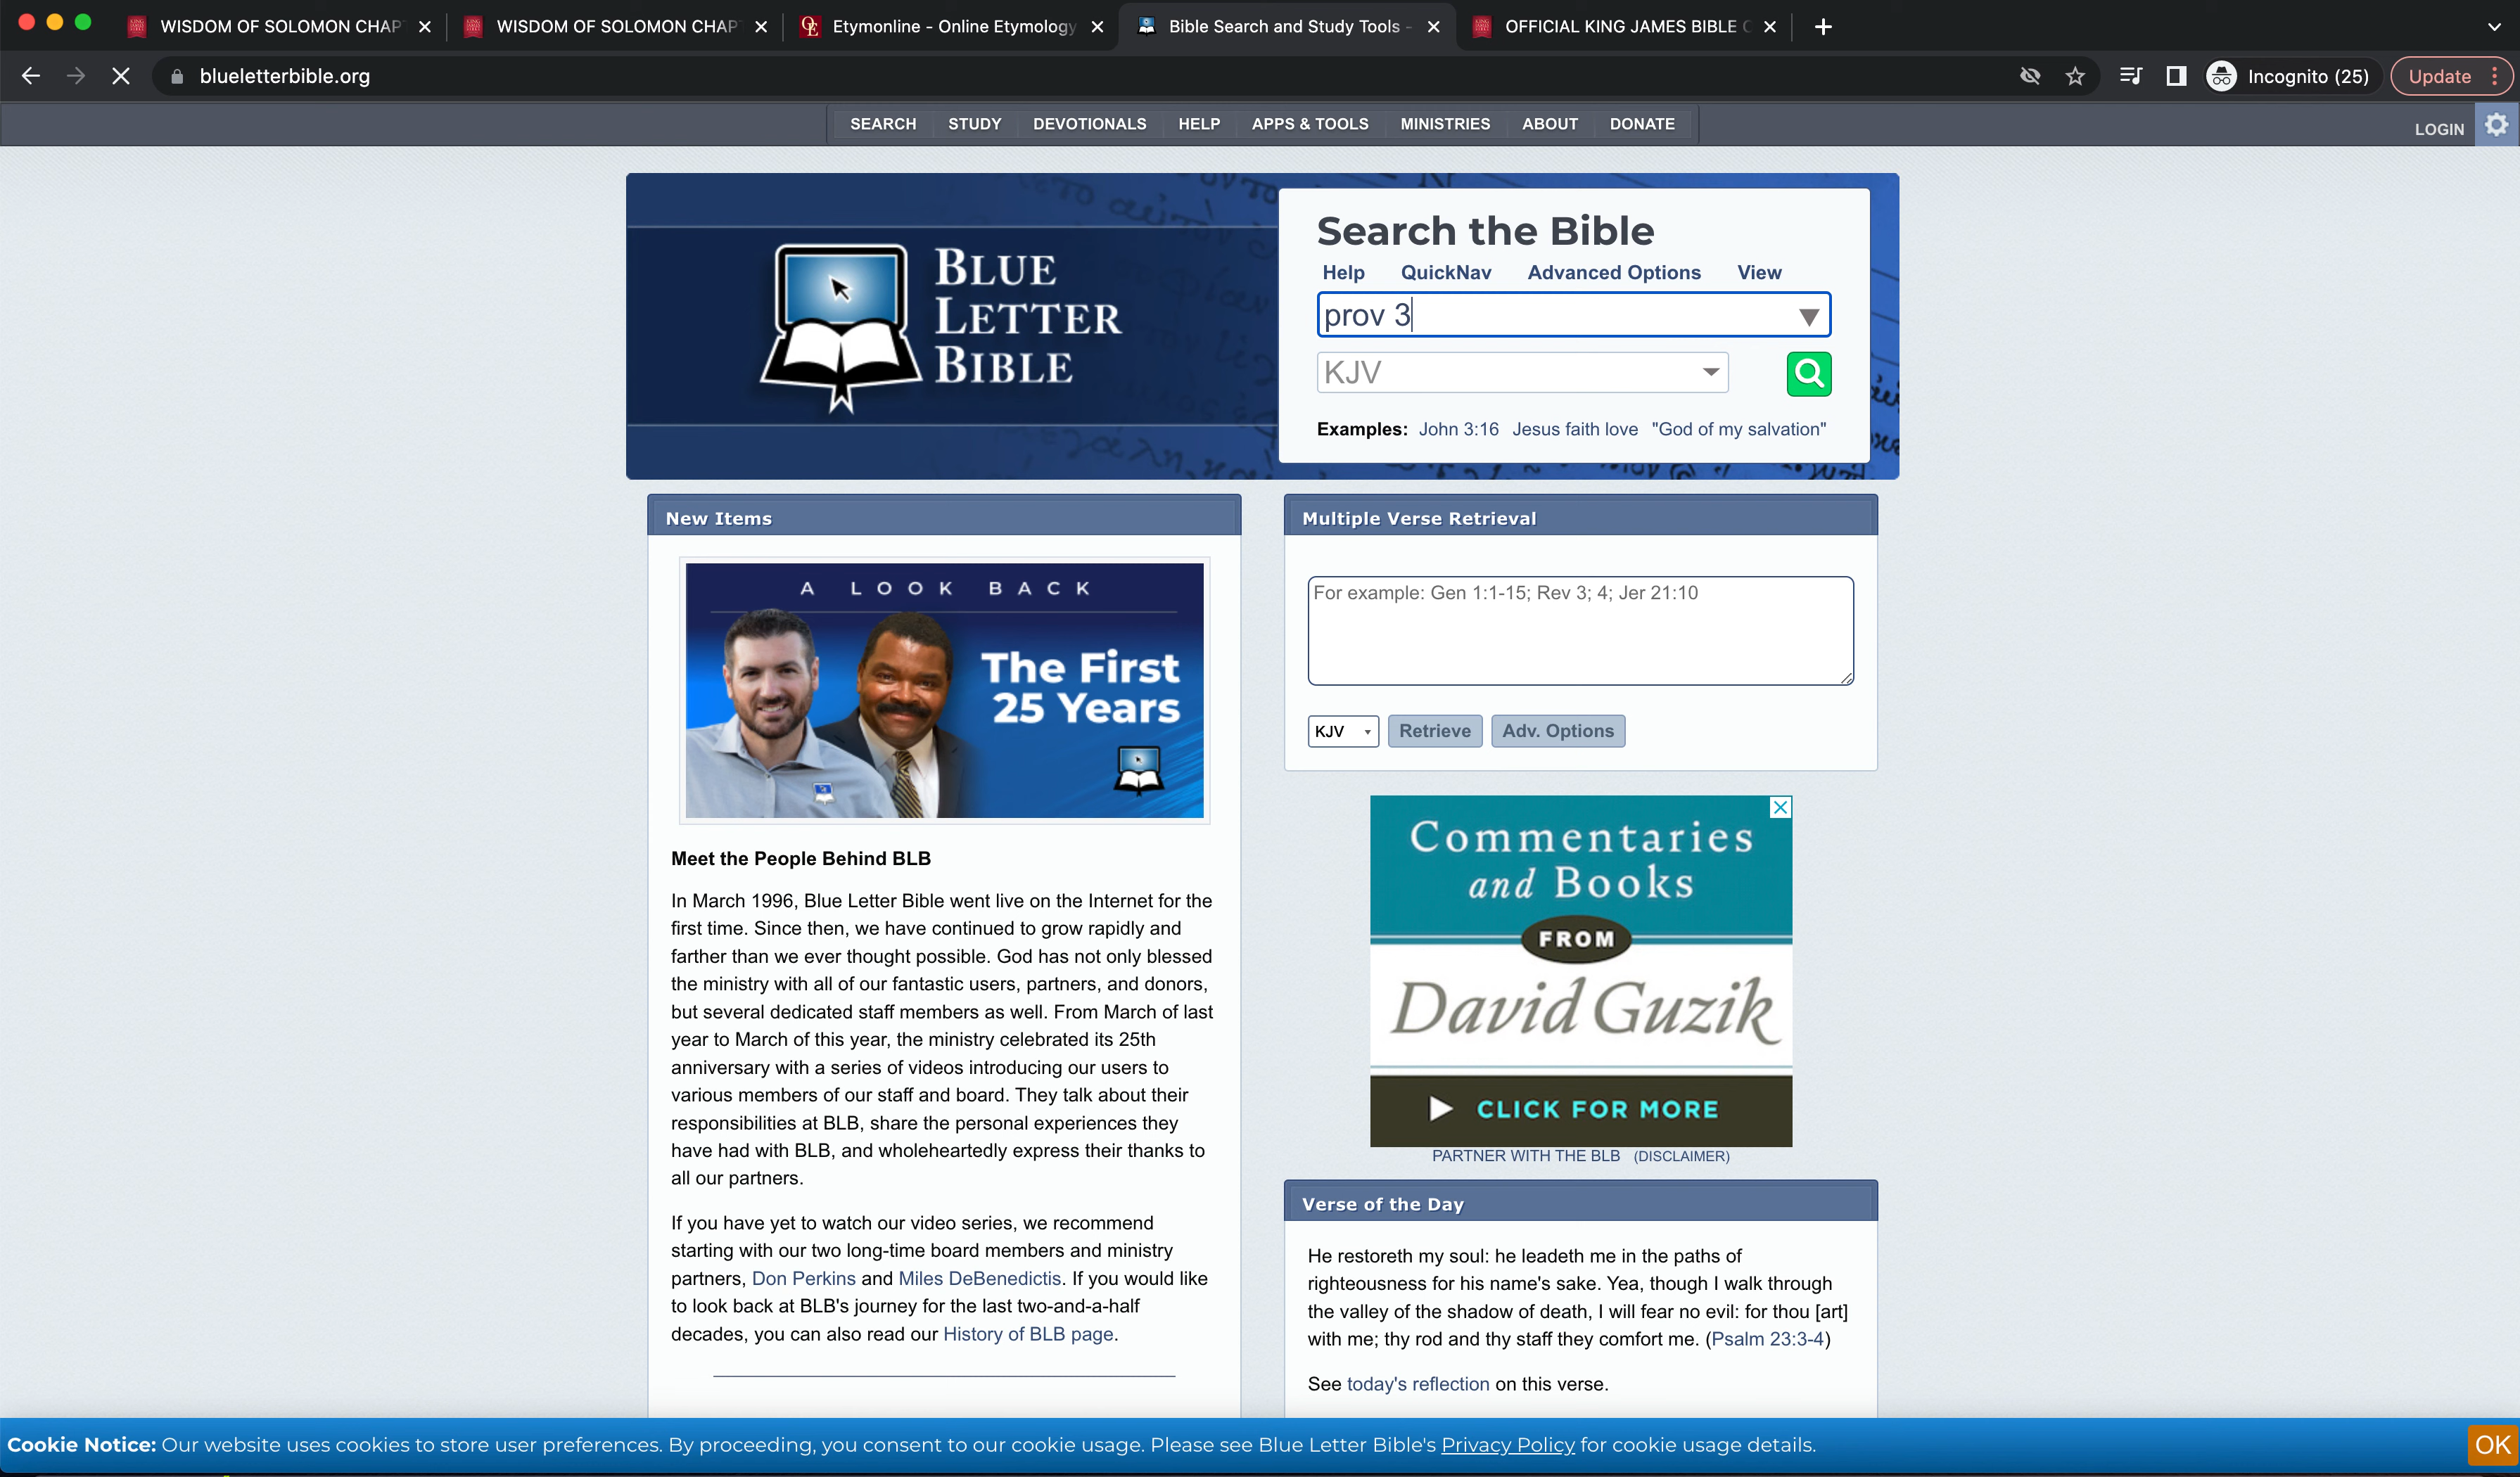 WISDOM OF SOLOMON CHAP
WISDOM OF SOLOMON CHAP
Etymonline - Online Etymology
Bible Search and Study Tools -
OFFICIAL KING JAMES BIBLE
blueletterbible.org
Incognito (25)
Update
SEARCH STUDY DEVOTIONALS HELP APPS & TOOLS MINISTRIES ABOUT DONATE
LOGIN
BLUE
LETTER
BIBLE
Search the Bible
Help QuickNav Advanced Options View
prov 3
KJV
Examples: John 3:16 Jesus faith love "God of my salvation"
New Items
A LOOK BACK
The First
25 Years
Meet the People Behind BLB
In March 1996, Blue Letter Bible went live on the Internet for the
first time. Since then, we have continued to grow rapidly and
farther than we ever thought possible. God has not only blessed
the ministry with all of our fantastic users, partners, and donors,
but several dedicated staff members as well. From March of last
year to March of this year, the ministry celebrated its 25th
anniversary with a series of videos introducing our users to
various members of our staff and board. They talk about their
responsibilities at BLB, share the personal experiences they
have had with BLB, and wholeheartedly express their thanks to
all our partners.
If you have yet to watch our video series, we recommend
starting with our two long-time board members and ministry
partners, Don Perkins and Miles DeBenedictis. If you would like
to look back at BLB's journey for the last two-and-a-half
decades, you can also read our History of BLB page.
Multiple Verse Retrieval
For example: Gen 1:1-15; Rev 3; 4; Jer 21:10
KJV Retrieve Adv. Options
Commentaries
and Books
FROM
David Guzik
CLICK FOR MORE
PARTNER WITH THE BLB (DISCLAIMER)
Verse of the Day
He restoreth my soul: he leadeth me in the paths of
righteousness for his name's sake. Yea, though I walk through
the valley of the shadow of death, I will fear no evil: for thou [art]
with me; thy rod and thy staff they comfort me. (Psalm 23:3-4)
See today's reflection on this verse.
Cookie Notice: Our website uses cookies to store user preferences. By proceeding, you consent to our cookie usage. Please see Blue Letter Bible's Privacy Policy for cookie usage details.
OK